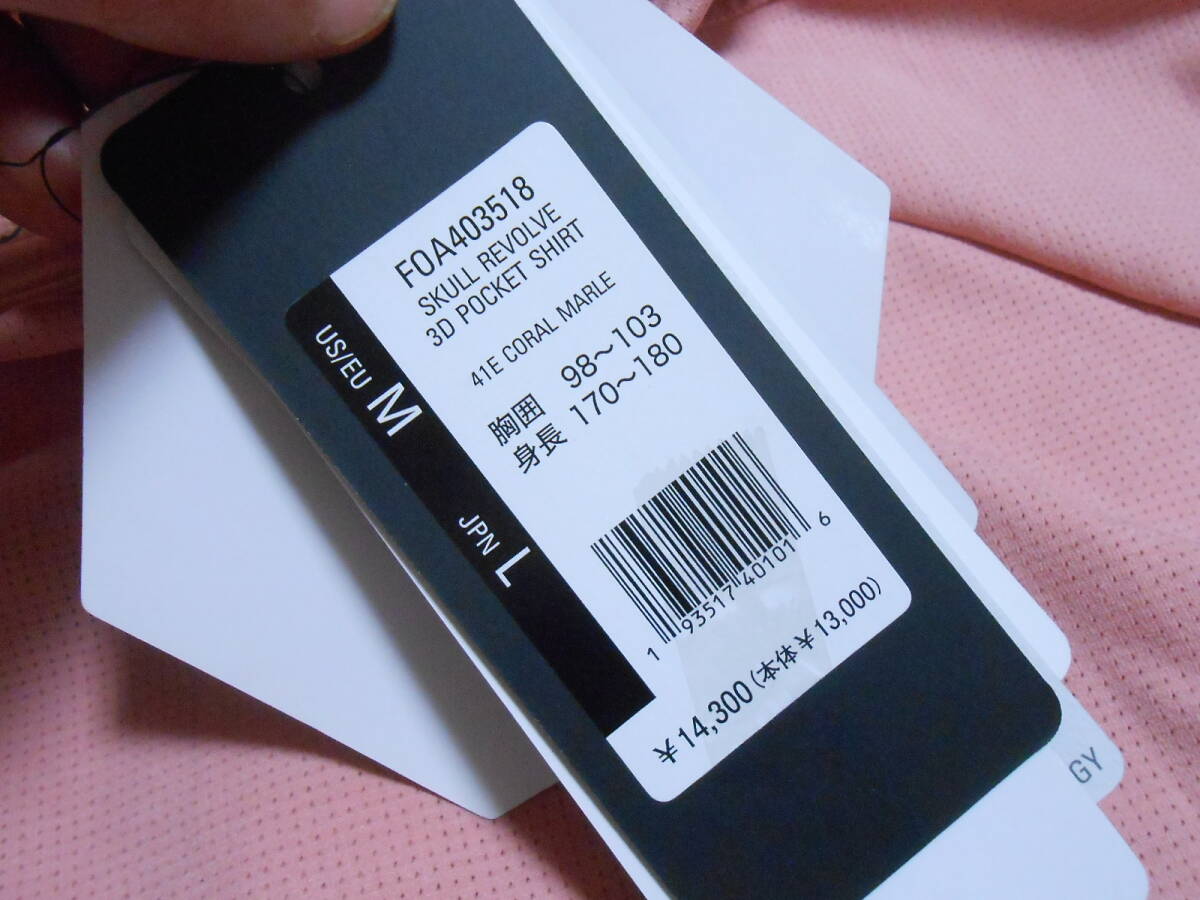 FOA403518
SKULL REVOLVE
3D POCKET SHIRT
41E CORAL MARLE
胸囲 98~103
身長 170~180
US/EU M
JPN L
1 93517 40101 6
¥14,300(本体¥13,000)
GY